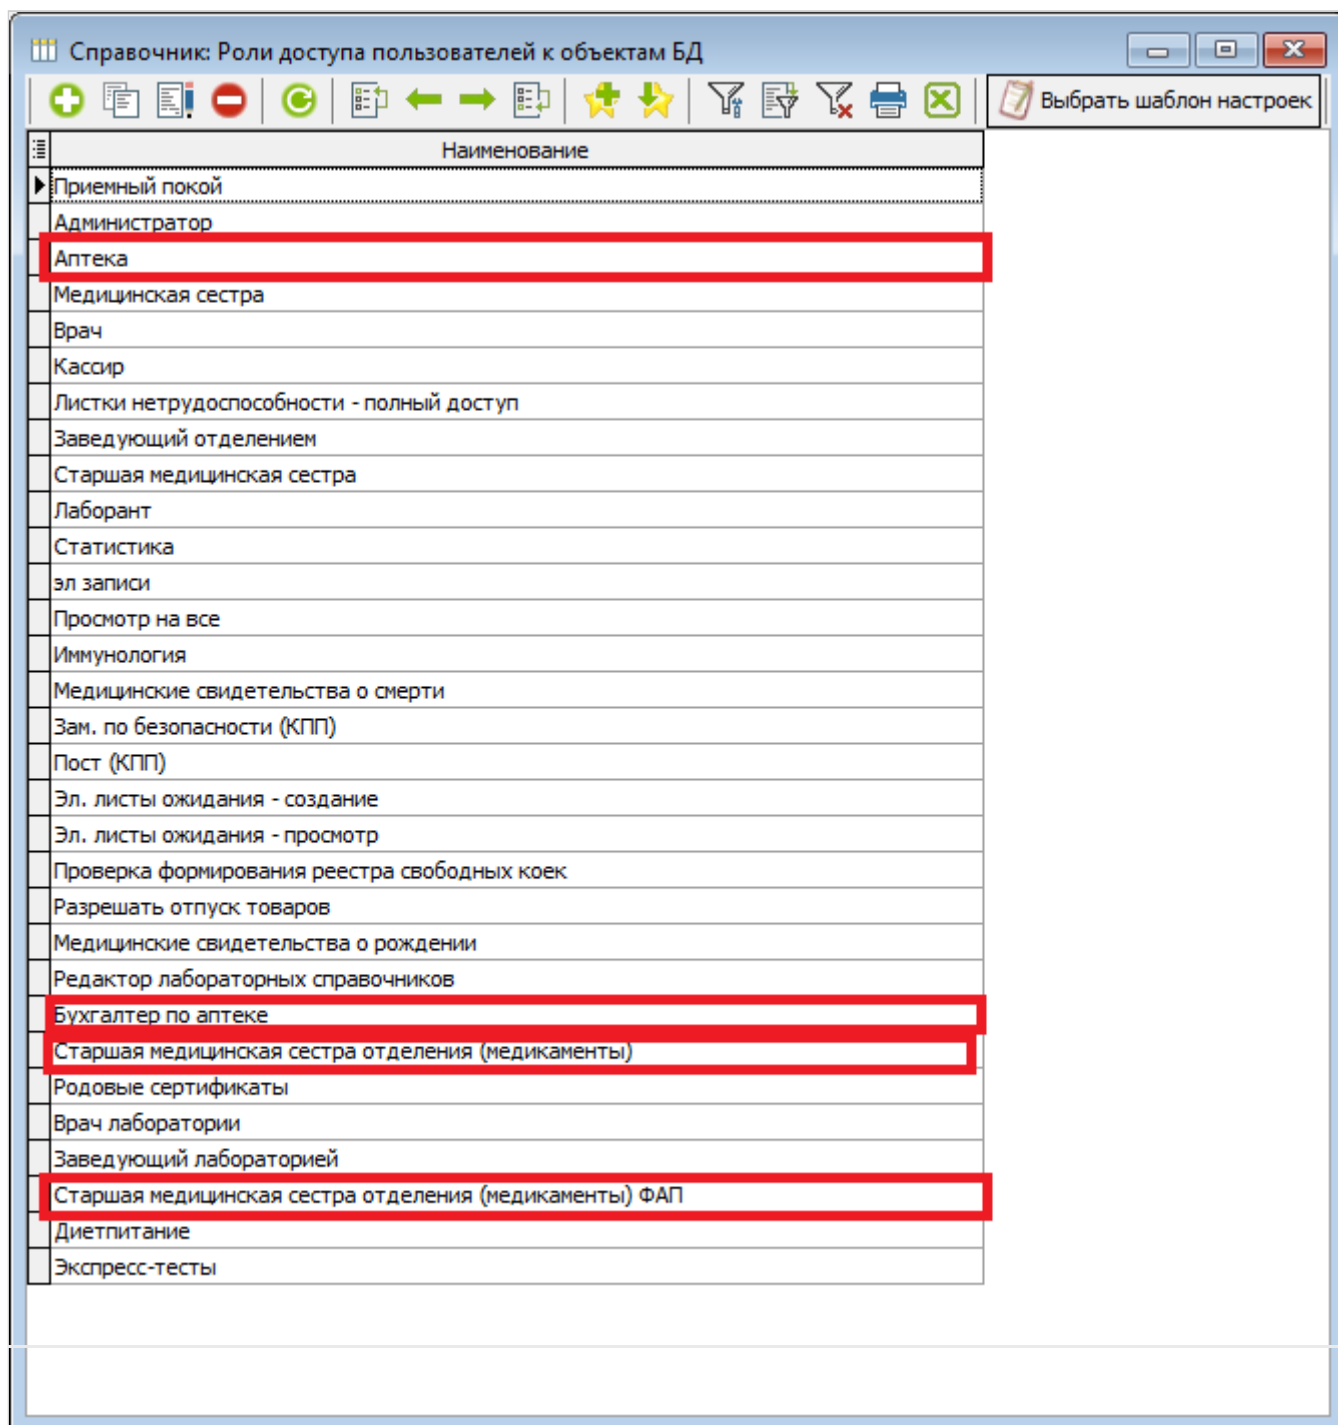 Справочник: Роли доступа пользователей к объектам БД
Выбрать шаблон настроек
Наименование
Приемный покой
Администратор
Аптека
Медицинская сестра
Врач
Кассир
Листки нетрудоспособности - полный доступ
Заведующий отделением
Старшая медицинская сестра
Лаборант
Статистика
эл записи
Просмотр на все
Иммунология
Медицинские свидетельства о смерти
Зам. по безопасности (КПП)
Пост (КПП)
Эл. листы ожидания - создание
Эл. листы ожидания - просмотр
Проверка формирования реестра свободных коек
Разрешать отпуск товаров
Медицинские свидетельства о рождении
Редактор лабораторных справочников
Бухгалтер по аптеке
Старшая медицинская сестра отделения (медикаменты)
Родовые сертификаты
Врач лаборатории
Заведующий лабораторией
Старшая медицинская сестра отделения (медикаменты) ФАП
Диетпитание
Экспресс-тесты